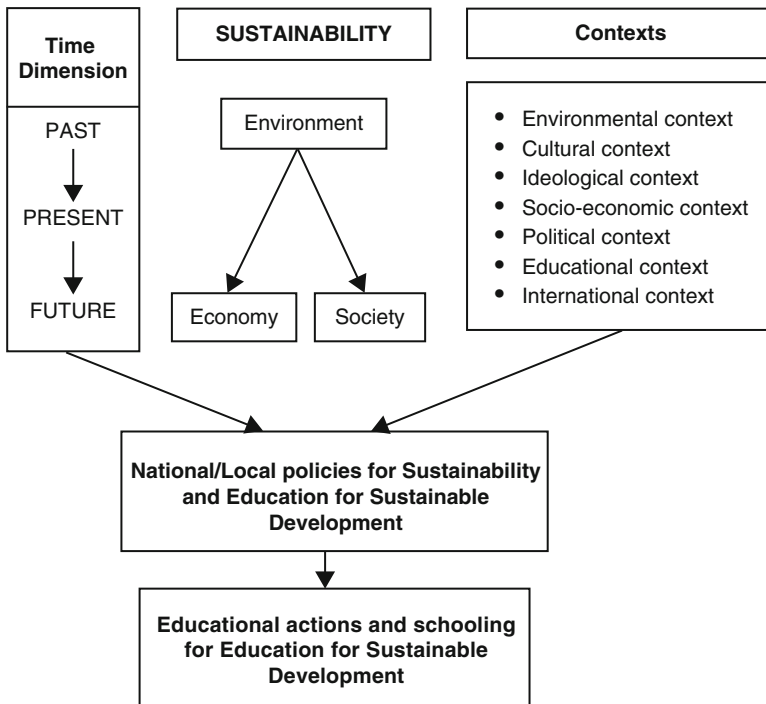 Time
Dimension
PAST
PRESENT
FUTURE
SUSTAINABILITY
Environment
Economy
Society
Contexts
• Environmental context
• Cultural context
• Ideological context
• Socio-economic context
• Political context
• Educational context
• International context
National/Local policies for Sustainability
and Education for Sustainable
Development
Educational actions and schooling
for Education for Sustainable
Development